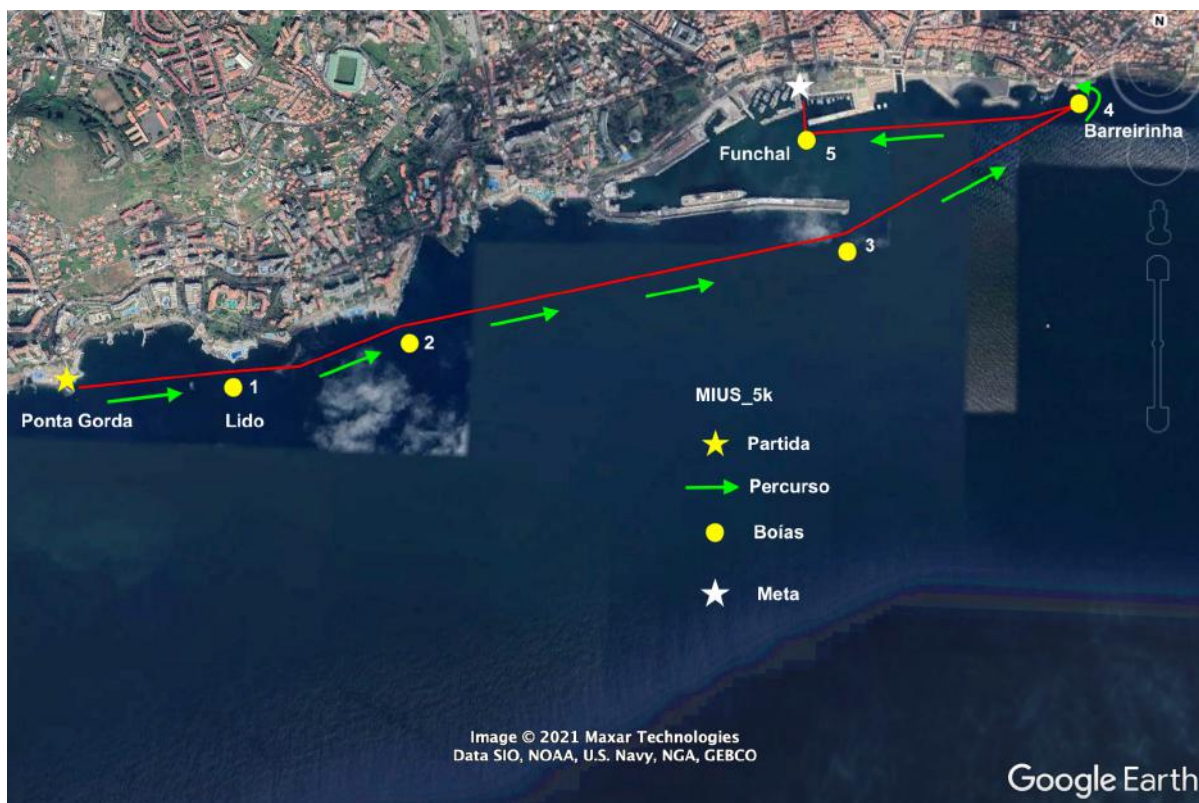 N
4
Barreirinha
Funchal
5
3
2
1
Ponta Gorda
Lido
MIUS_5k
Partida
Percurso
Boías
Meta
Image © 2021 Maxar Technologies
Data SIO, NOAA, U.S. Navy, NGA, GEBCO
Google Earth